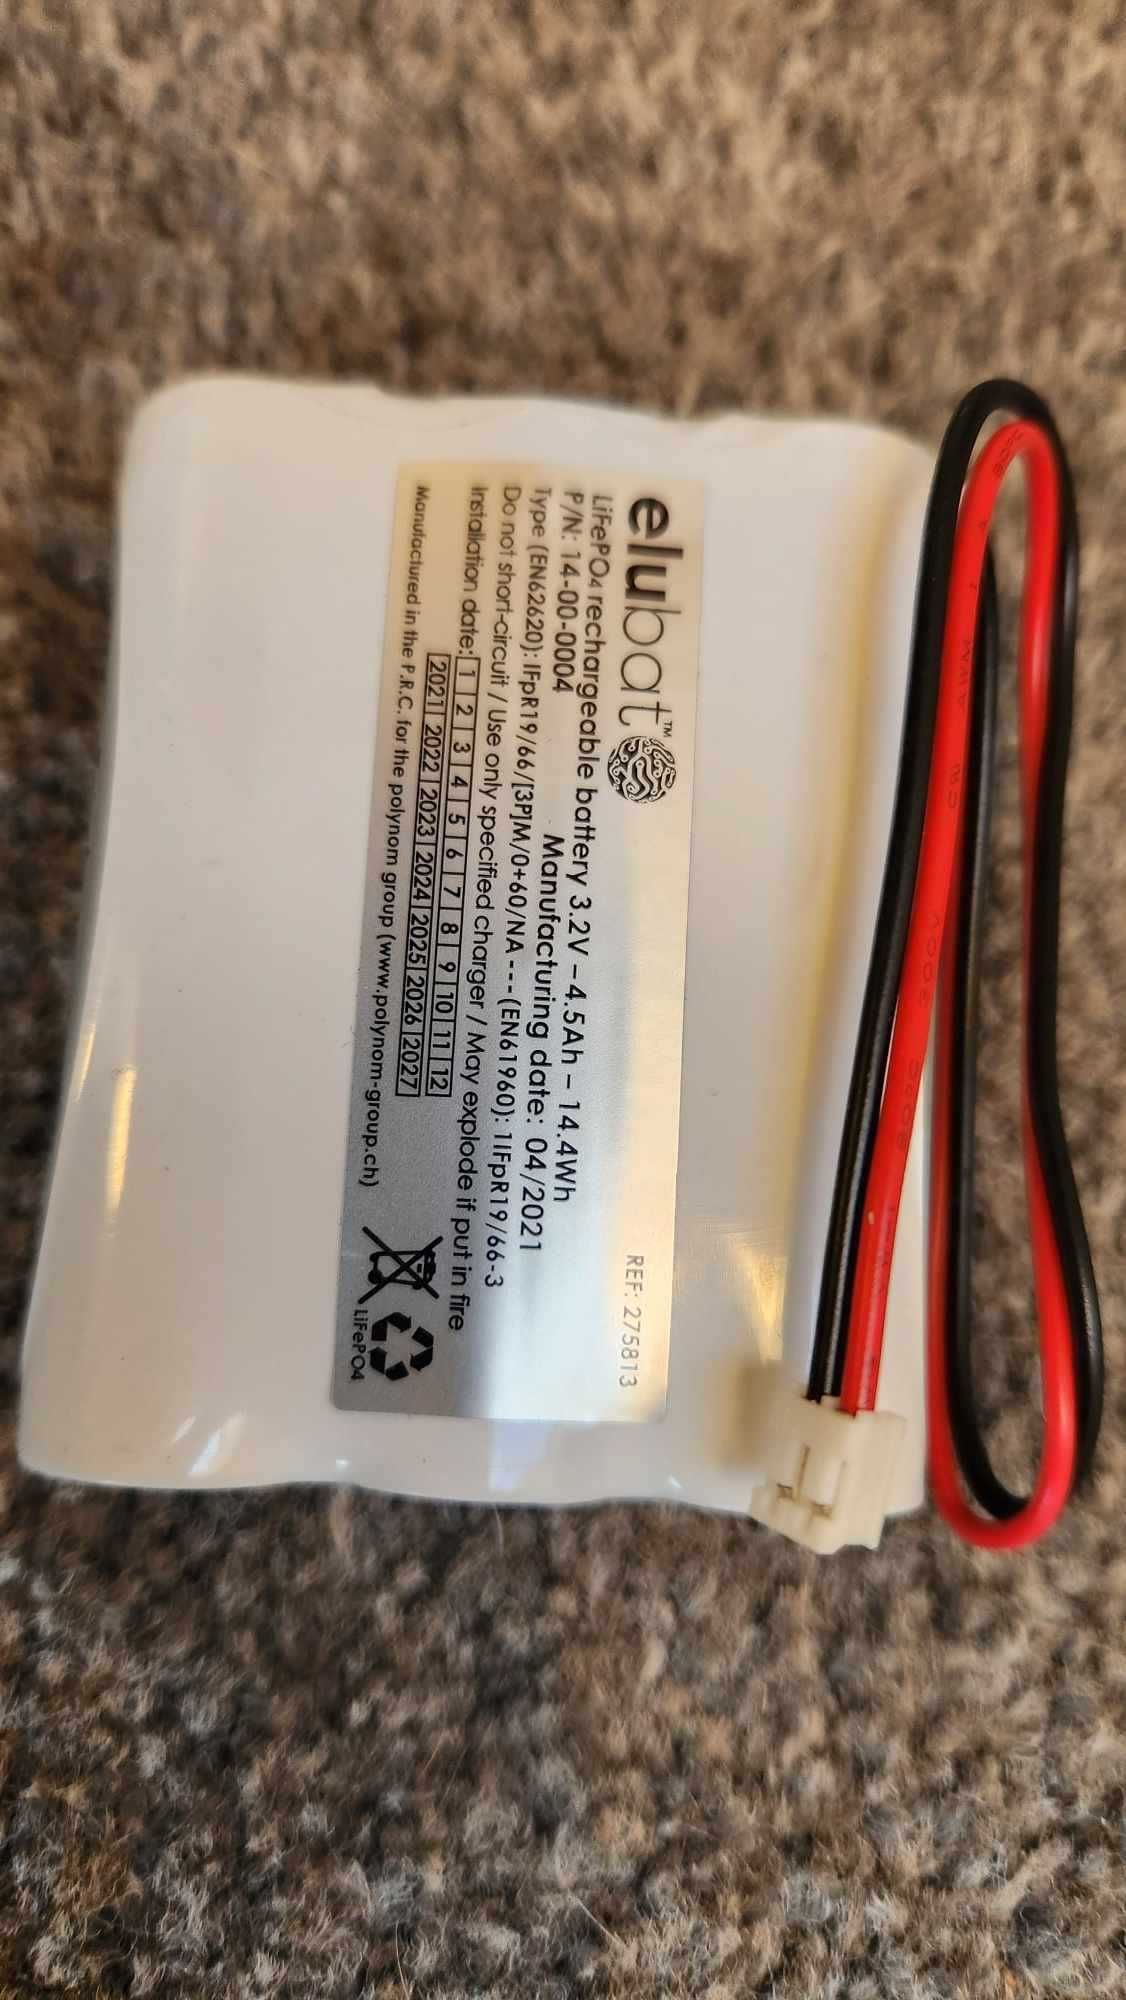 elubat™
REF: 275813
LiFePO4 rechargeable battery 3.2V – 4.5Ah – 14.4Wh
P/N: 14-00-0004
Manufacturing date: 04/2021
Type (EN62620): IFpR19/66/[3P]M/0+60/NA --- (EN61960): 1IFpR19/66-3
Do not short-circuit / Use only specified charger / May explode if put in fire
Installation date: 1 2 3 4 5 6 7 8 9 10 11 12
2021 2022 2023 2024 2025 2026 2027
Manufactured in the P.R.C. for the polynom group (www.polynom-group.ch)
LiFePO4